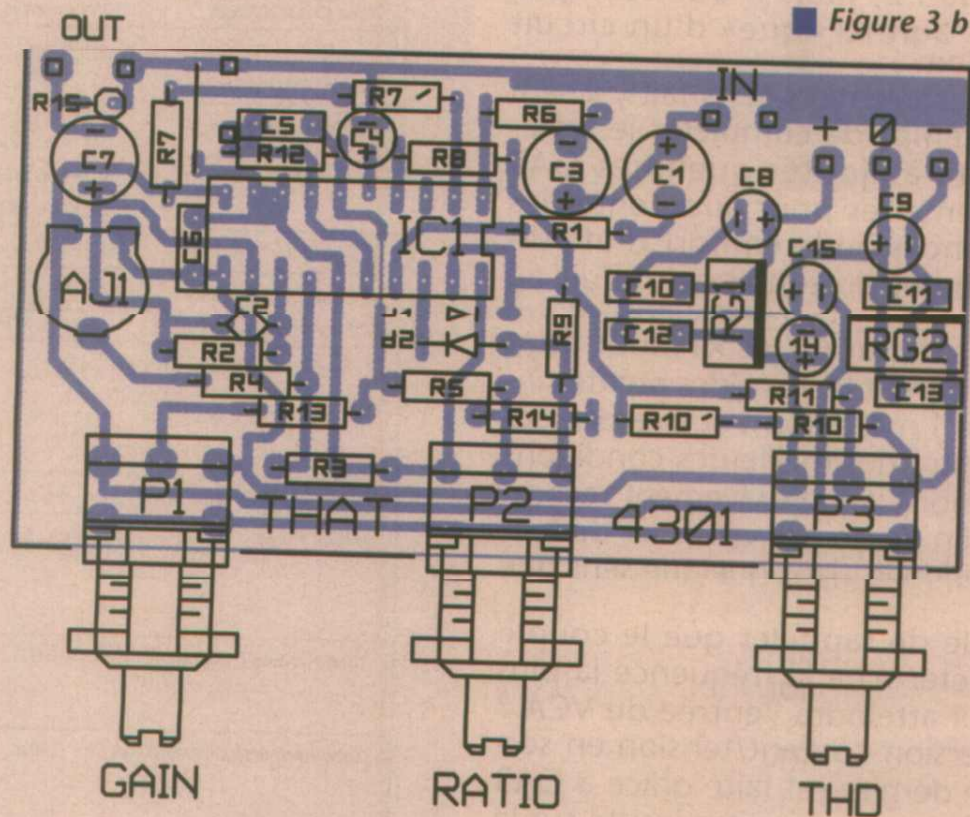 Figure 3 b
OUT
IN
+ 0 -
R15
R7
R7
C5
C4
R6
R12
R8
C7
C3
C1
C8
C9
IC1
R1
C6
C15
AJ1
C10
RG1
C11
C2
R9
C12
14
RG2
R2
R4
R5
R11
C13
R13
R14
R10
R10
R3
P1
THAT
P2
4301
P3
GAIN
RATIO
THD